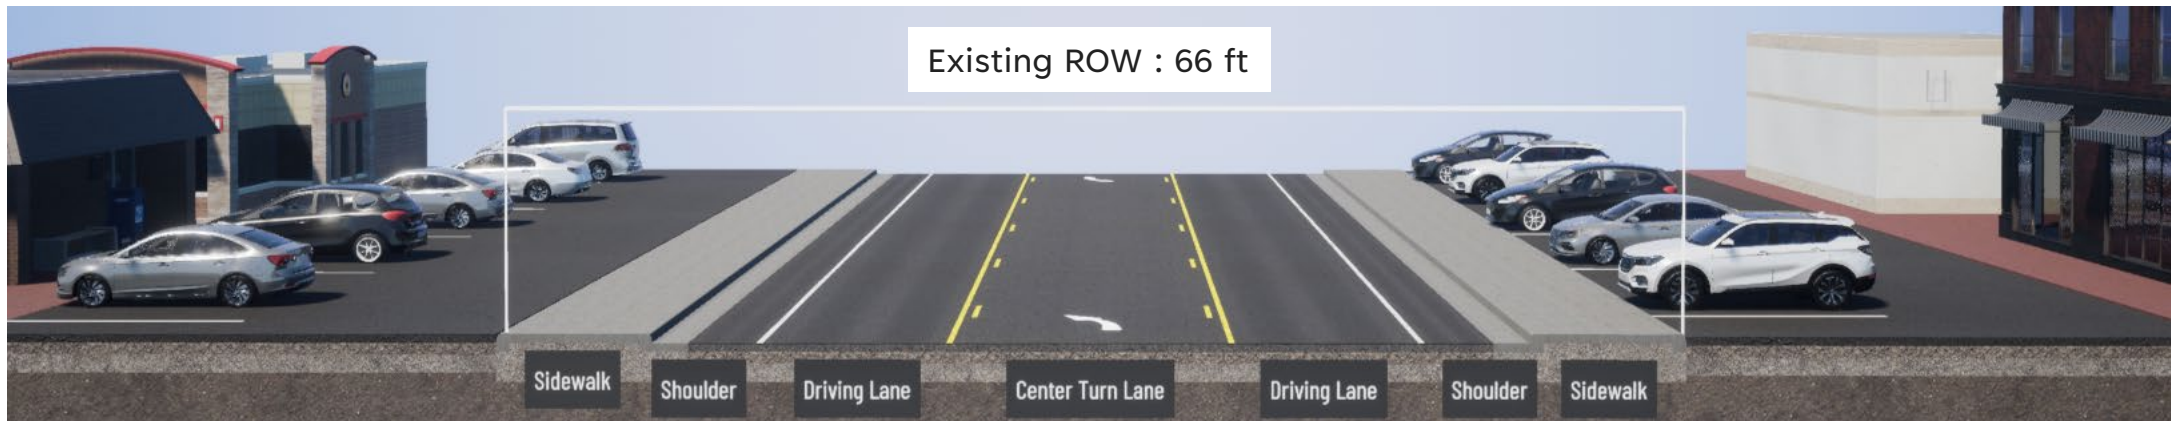 Existing ROW : 66 ft
Sidewalk
Shoulder
Driving Lane
Center Turn Lane
Driving Lane
Shoulder
Sidewalk